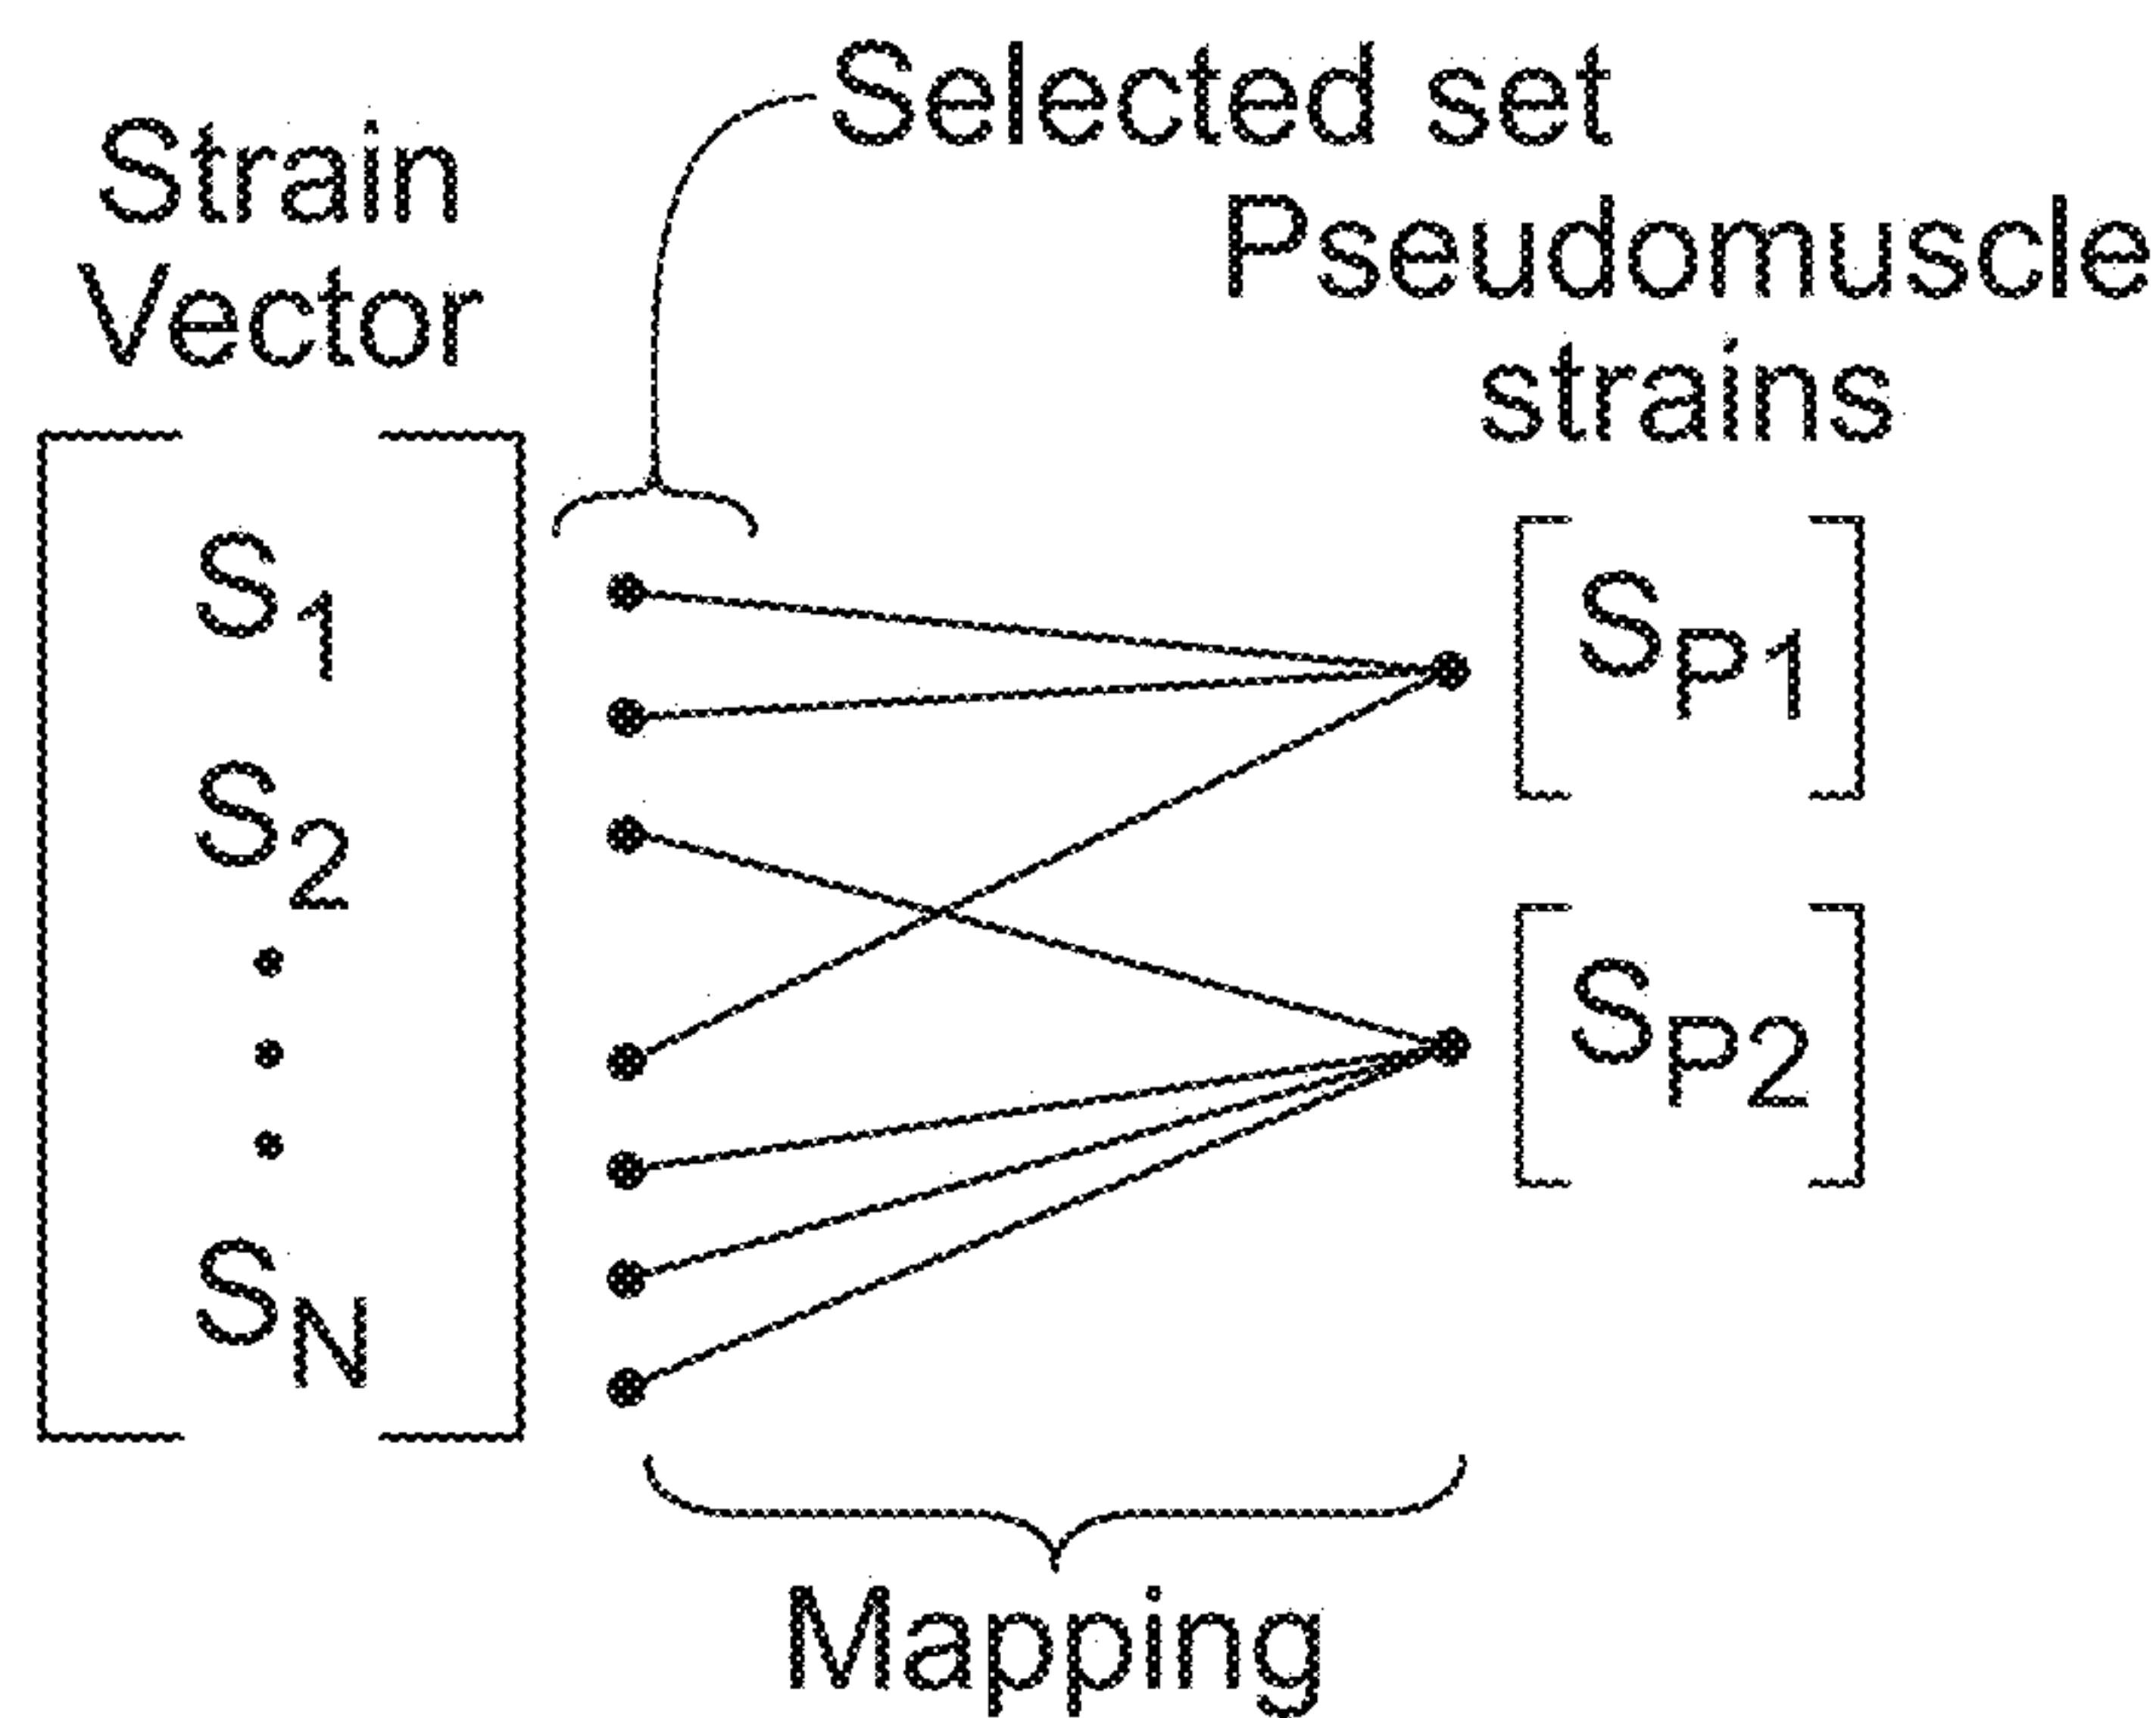 Selected set
Strain
Vector
Pseudomuscle
strains
S1
S2
SN
SP1
SP2
Mapping